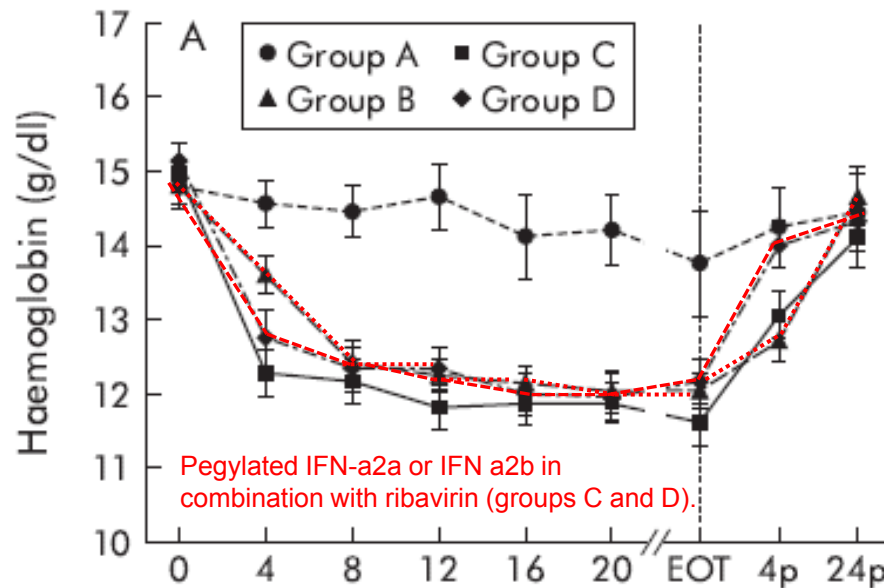 17
A
Group A
Group C
Group B
Group D
16
15
14
13
12
11
10
Haemoglobin (g/dl)
Pegylated IFN-a2a or IFN a2b in
combination with ribavirin (groups C and D).
0 4 8 12 16 20 EOT 4p 24p